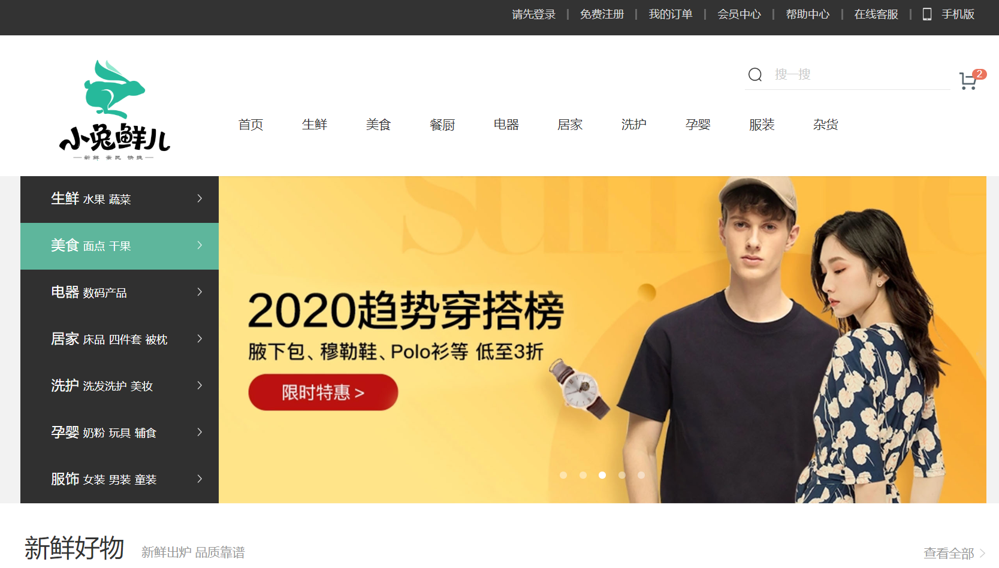 请先登录 免费注册 我的订单 会员中心 帮助中心 在线客服 手机版
搜一搜
2
小兔鲜儿
新鲜 亲民 快捷
首页 生鲜 美食 餐厨 电器 居家 洗护 孕婴 服装 杂货
生鲜 水果 蔬菜
美食 面点 干果
电器 数码产品
居家 床品 四件套 被枕
洗护 洗发洗护 美妆
孕婴 奶粉 玩具 辅食
服饰 女装 男装 童装
summe
2020趋势穿搭榜
腋下包、穆勒鞋、Polo衫等 低至3折
限时特惠 >
新鲜好物 新鲜出炉 品质靠谱
查看全部